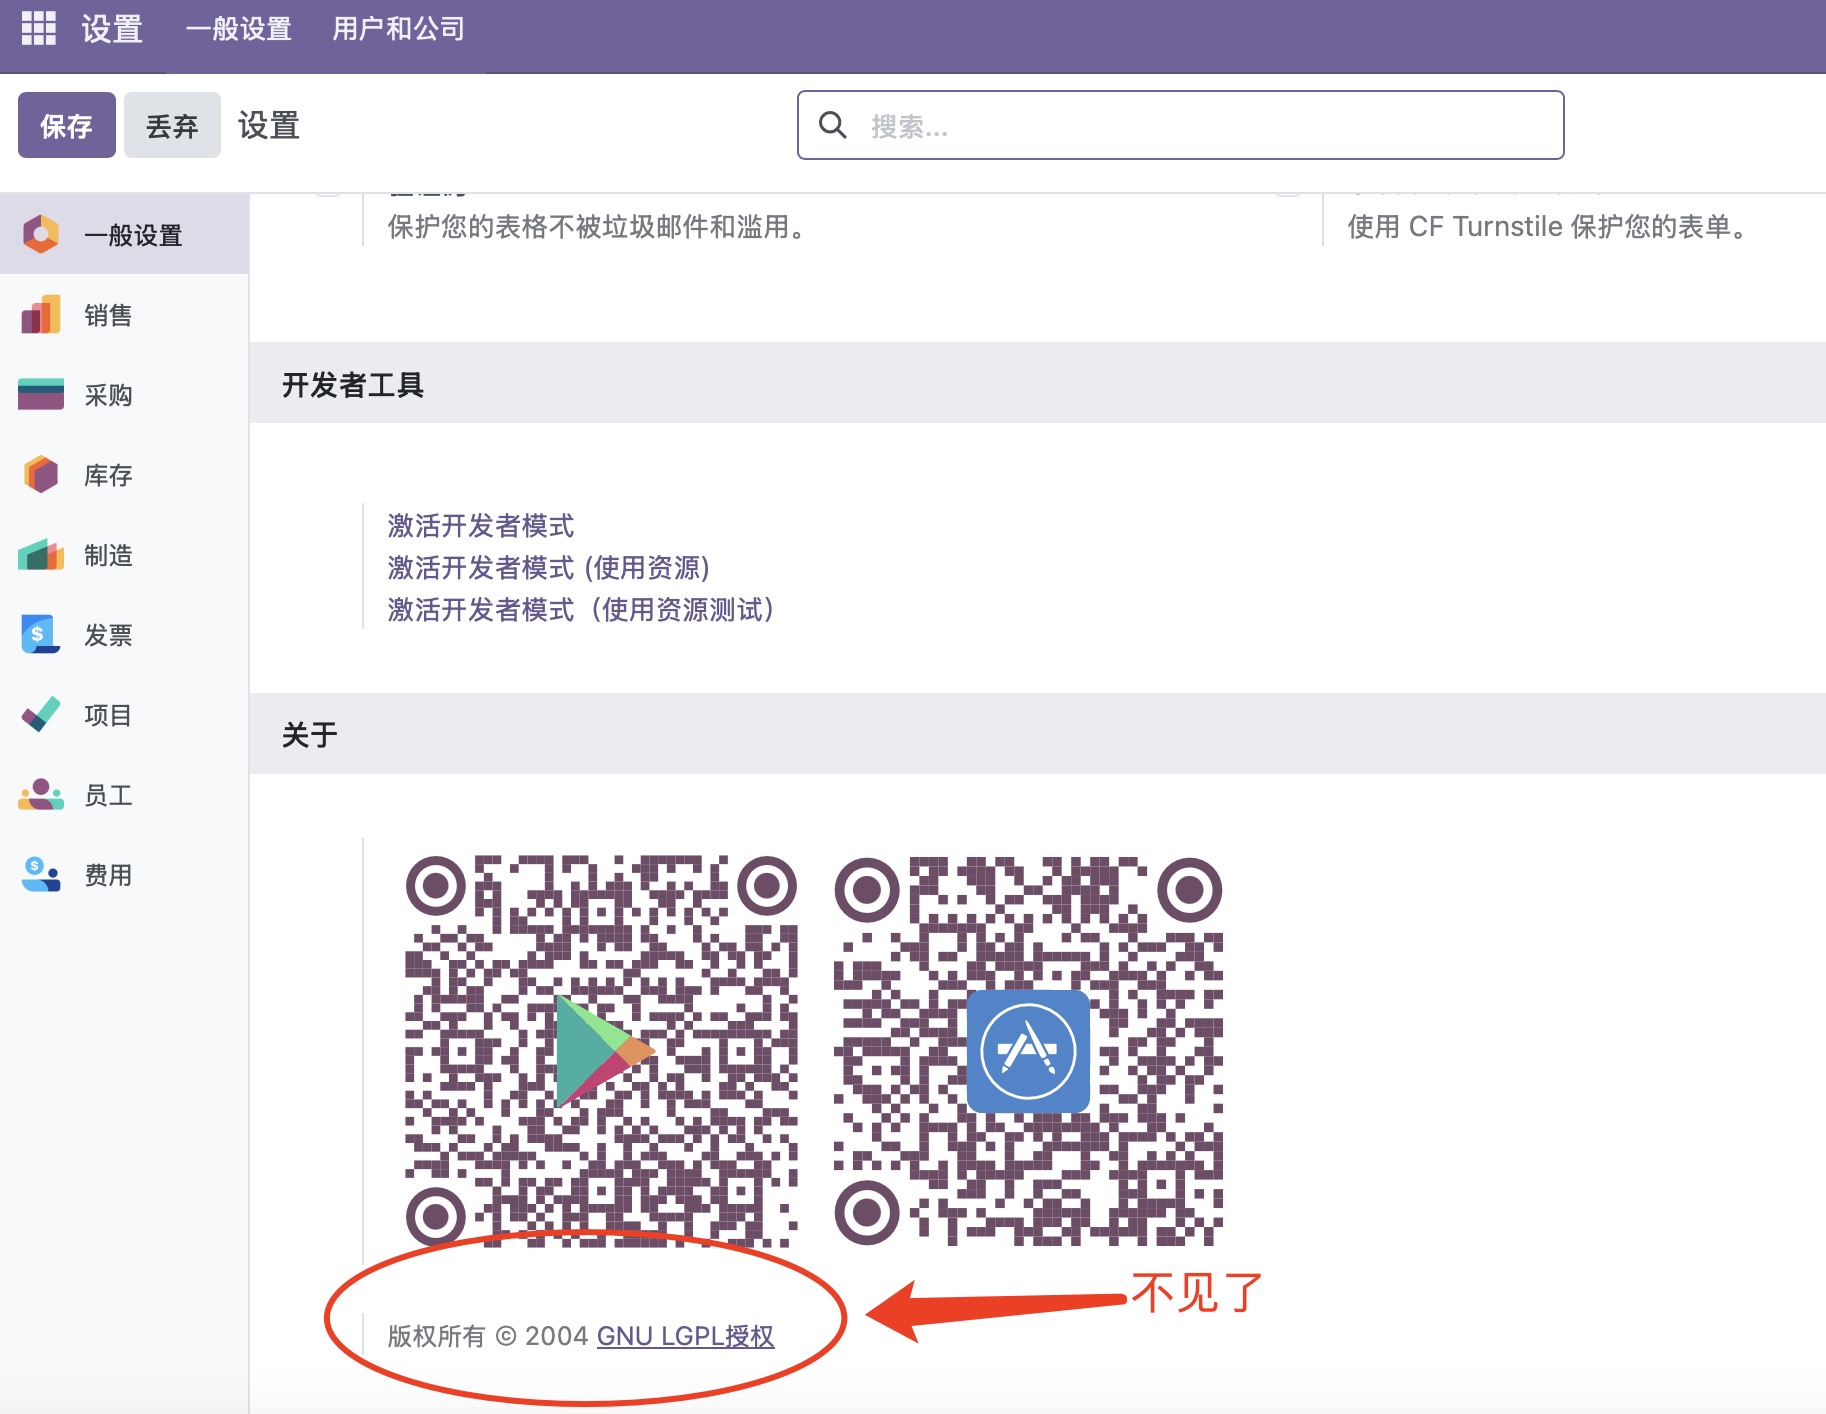 设置
一般设置
用户和公司
保存
丢弃
设置
搜索...
一般设置
销售
采购
库存
制造
发票
项目
员工
费用
保护您的表格不被垃圾邮件和滥用。
使用 CF Turnstile 保护您的表单。
开发者工具
激活开发者模式
激活开发者模式 (使用资源)
激活开发者模式（使用资源测试）
关于
不见了
版权所有 © 2004 GNU LGPL授权